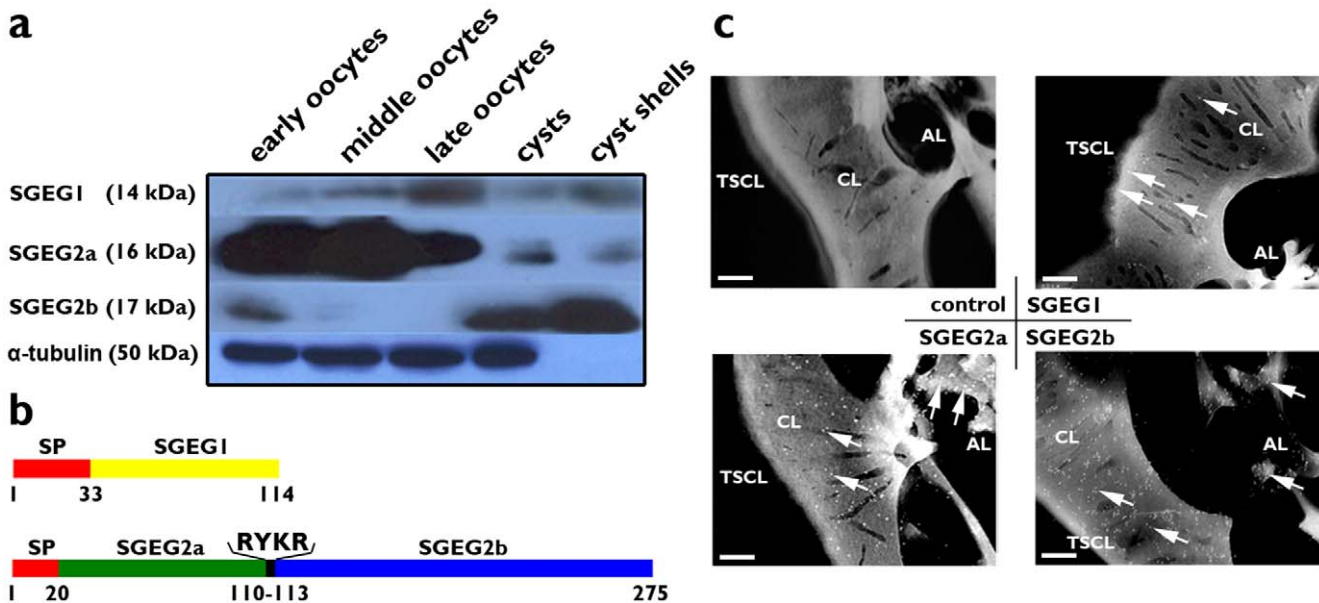 a
early oocytes
middle oocytes
late oocytes
cysts
cyst shells
SGEG1 (14 kDa)
SGEG2a (16 kDa)
SGEG2b (17 kDa)
α-tubulin (50 kDa)
b
SP SGEG1
1 33 114
SP SGEG2a RYKR SGEG2b
1 20 110-113 275
c
TSCL CL AL
TSCL CL AL
control SGEG1
SGEG2a SGEG2b
TSCL CL AL
CL TSCL AL